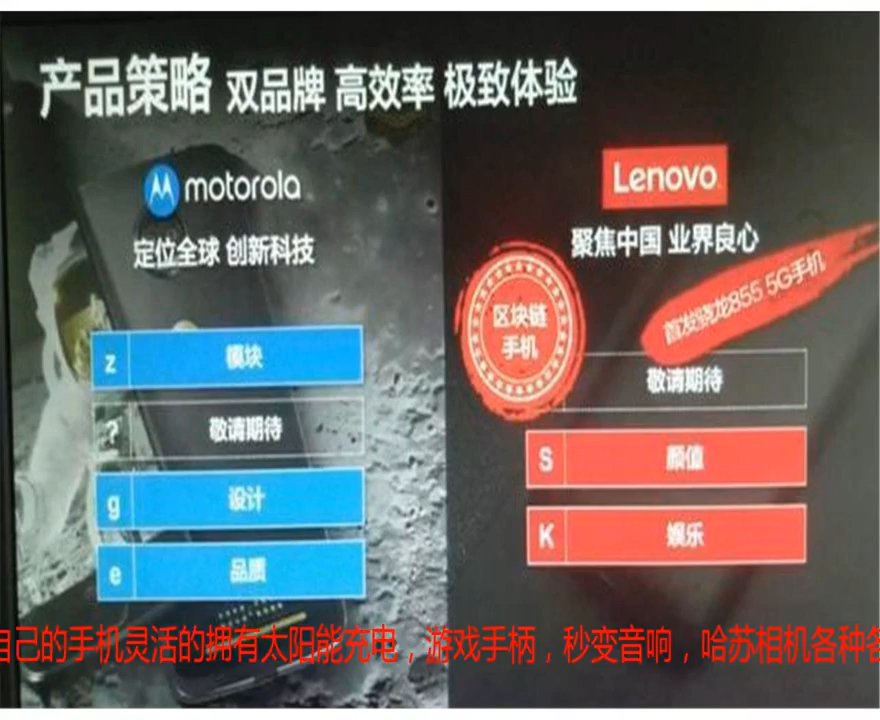 产品策略 双品牌 高效率 极致体验
motorola
定位全球 创新科技
z 模块
? 敬请期待
g 设计
e 品质
Lenovo
聚焦中国 业界良心
区块链
手机
首发骁龙855 5G手机
敬请期待
S 颜值
K 娱乐
自己的手机灵活的拥有太阳能充电，游戏手柄，秒变音响，哈苏相机各种各